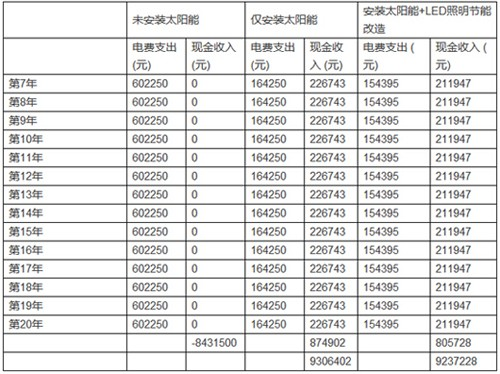 未安装太阳能 仅安装太阳能 安装太阳能+LED照明节能
改造
电费支出 现金收入 电费支出 现金收 电费支出 ( 现金收入 (
(元) (元) (元) 入 (元) 元) 元)
第7年 602250 0 164250 226743 154395 211947
第8年 602250 0 164250 226743 154395 211947
第9年 602250 0 164250 226743 154395 211947
第10年 602250 0 164250 226743 154395 211947
第11年 602250 0 164250 226743 154395 211947
第12年 602250 0 164250 226743 154395 211947
第13年 602250 0 164250 226743 154395 211947
第14年 602250 0 164250 226743 154395 211947
第15年 602250 0 164250 226743 154395 211947
第16年 602250 0 164250 226743 154395 211947
第17年 602250 0 164250 226743 154395 211947
第18年 602250 0 164250 226743 154395 211947
第19年 602250 0 164250 226743 154395 211947
第20年 602250 0 164250 226743 154395 211947
-8431500 874902 805728
9306402 9237228